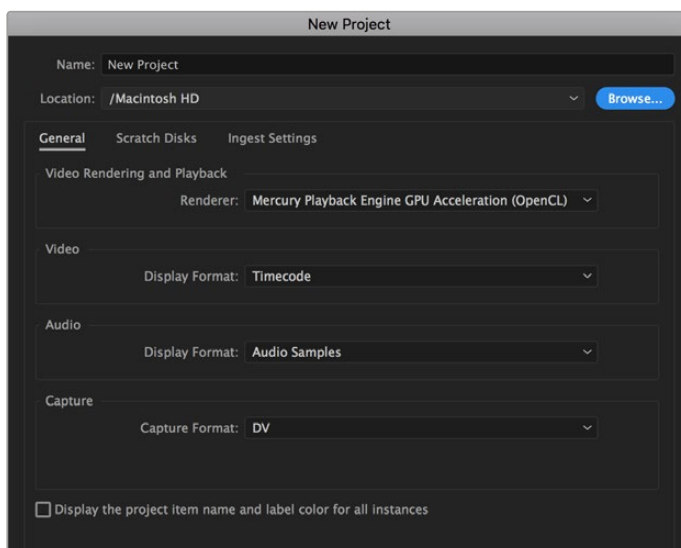 New Project
Name: New Project
Location: /Macintosh HD Browse...
General Scratch Disks Ingest Settings
Video Rendering and Playback
Renderer: Mercury Playback Engine GPU Acceleration (OpenCL)
Video
Display Format: Timecode
Audio
Display Format: Audio Samples
Capture
Capture Format: DV
Display the project item name and label color for all instances